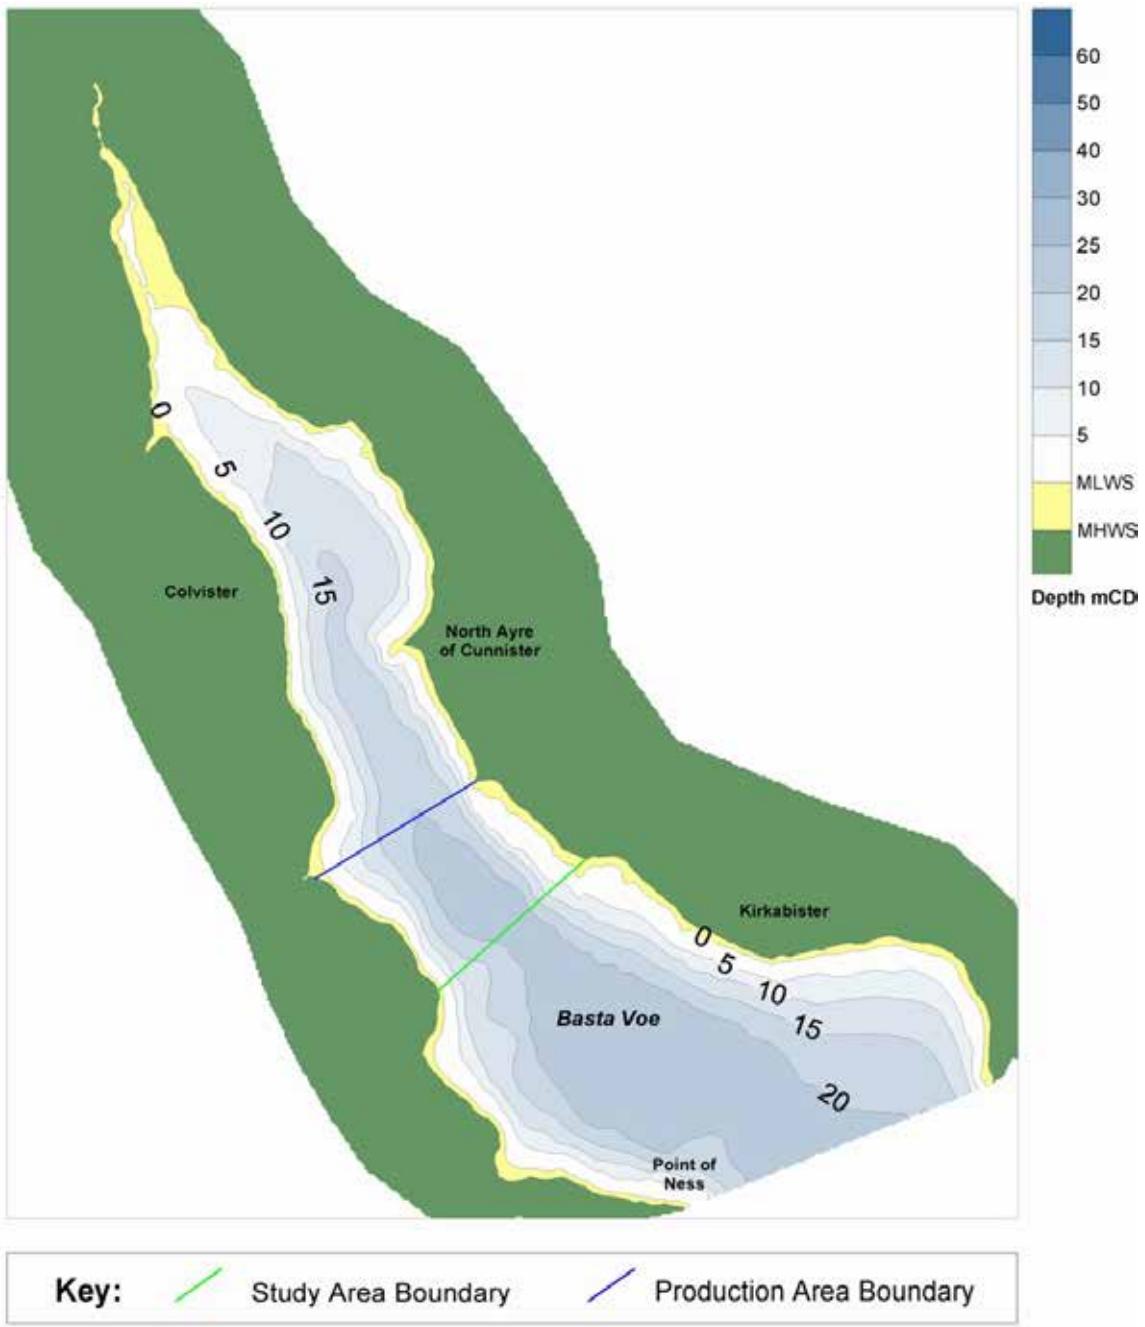 60
50
40
30
25
20
15
10
5
MLWS
MHWS
Depth mCD
0
5
10
15
Colvister
North Ayre
of Cunnister
Kirkabister
0
5
10
15
20
Basta Voe
Point of
Ness
Key:
Study Area Boundary
Production Area Boundary